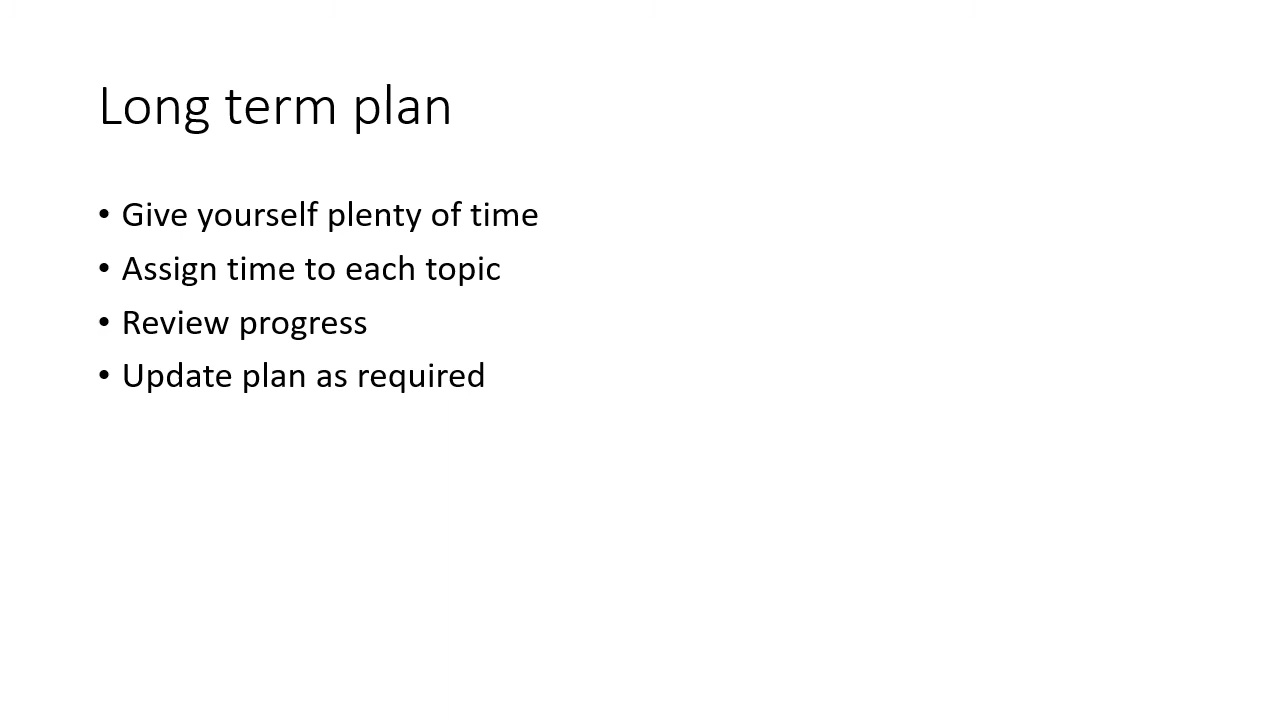 Long term plan
• Give yourself plenty of time
• Assign time to each topic
• Review progress
• Update plan as required